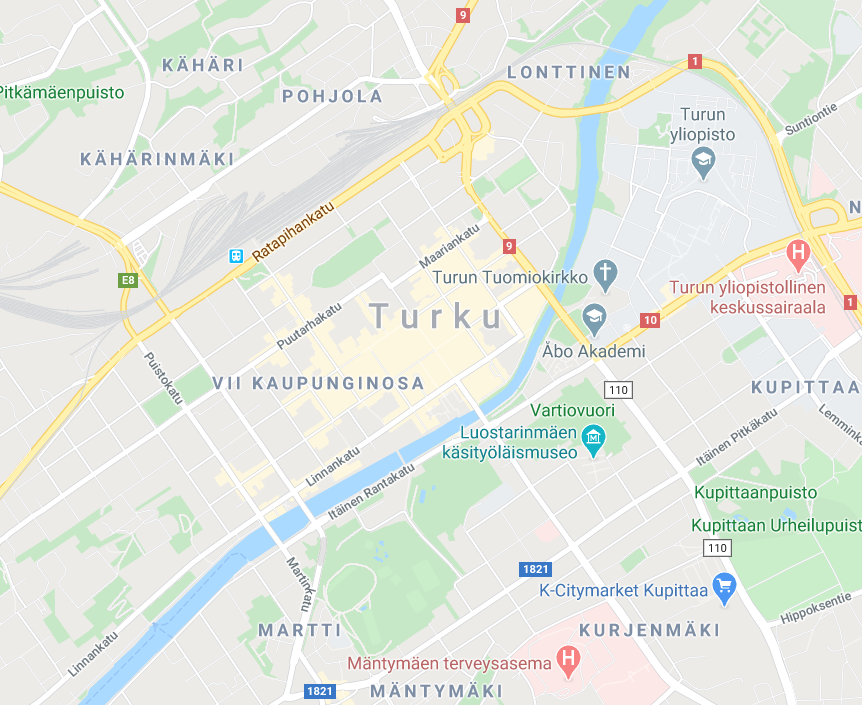 9
KÄHÄRI
LONTTINEN
1
Pitkämäenpuisto
POHJOLA
Turun
yliopisto
Suntiontie
KÄHÄRINMÄKI
Ratapihankatu
Maariankatu
9
N
E8
Turun Tuomiokirkko
Turun yliopistollinen
keskussairaala
1
Puutarhakatu
Turku
10
Åbo Akademi
Puistokatu
VII KAUPUNGINOSA
110
KUPITTAA
Vartiovuori
Lemmink
Luostarinmäen
käsityöläismuseo
Itäinen Pitkäkatu
Linnankatu
Itäinen Rantakatu
Kupittaanpuisto
Kupittaan Urheilupuist
110
1821
Martinkatu
K-Citymarket Kupittaa
Hippoksentie
Linnankatu
MARTTI
KURJENMÄKI
Mäntymäen terveysasema
1821
MÄNTYMÄKI